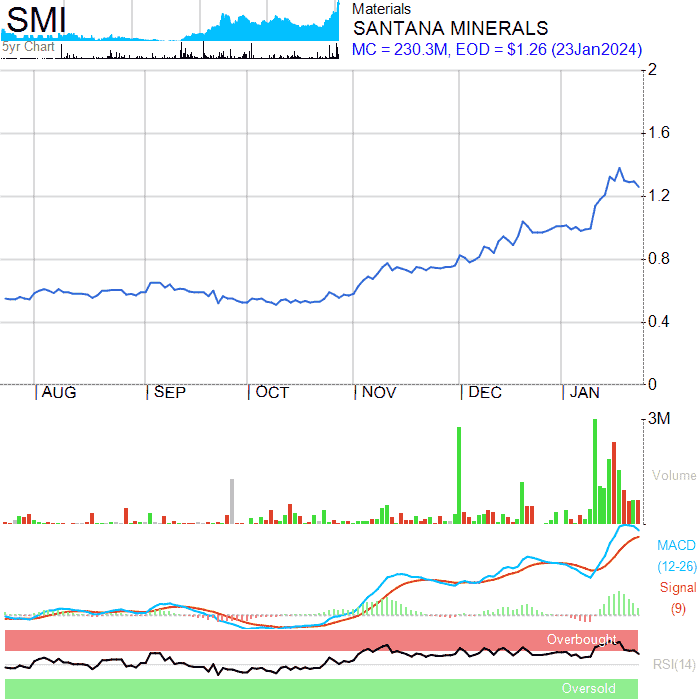 SMI
Materials
SANTANA MINERALS
MC = 230.3M, EOD = $1.26 (23Jan2024)
5yr Chart
2
1.6
1.2
0.8
0.4
0
AUG SEP OCT NOV DEC JAN
3M
Volume
MACD
(12-26)
Signal
(9)
Overbought
RSI(14)
Oversold